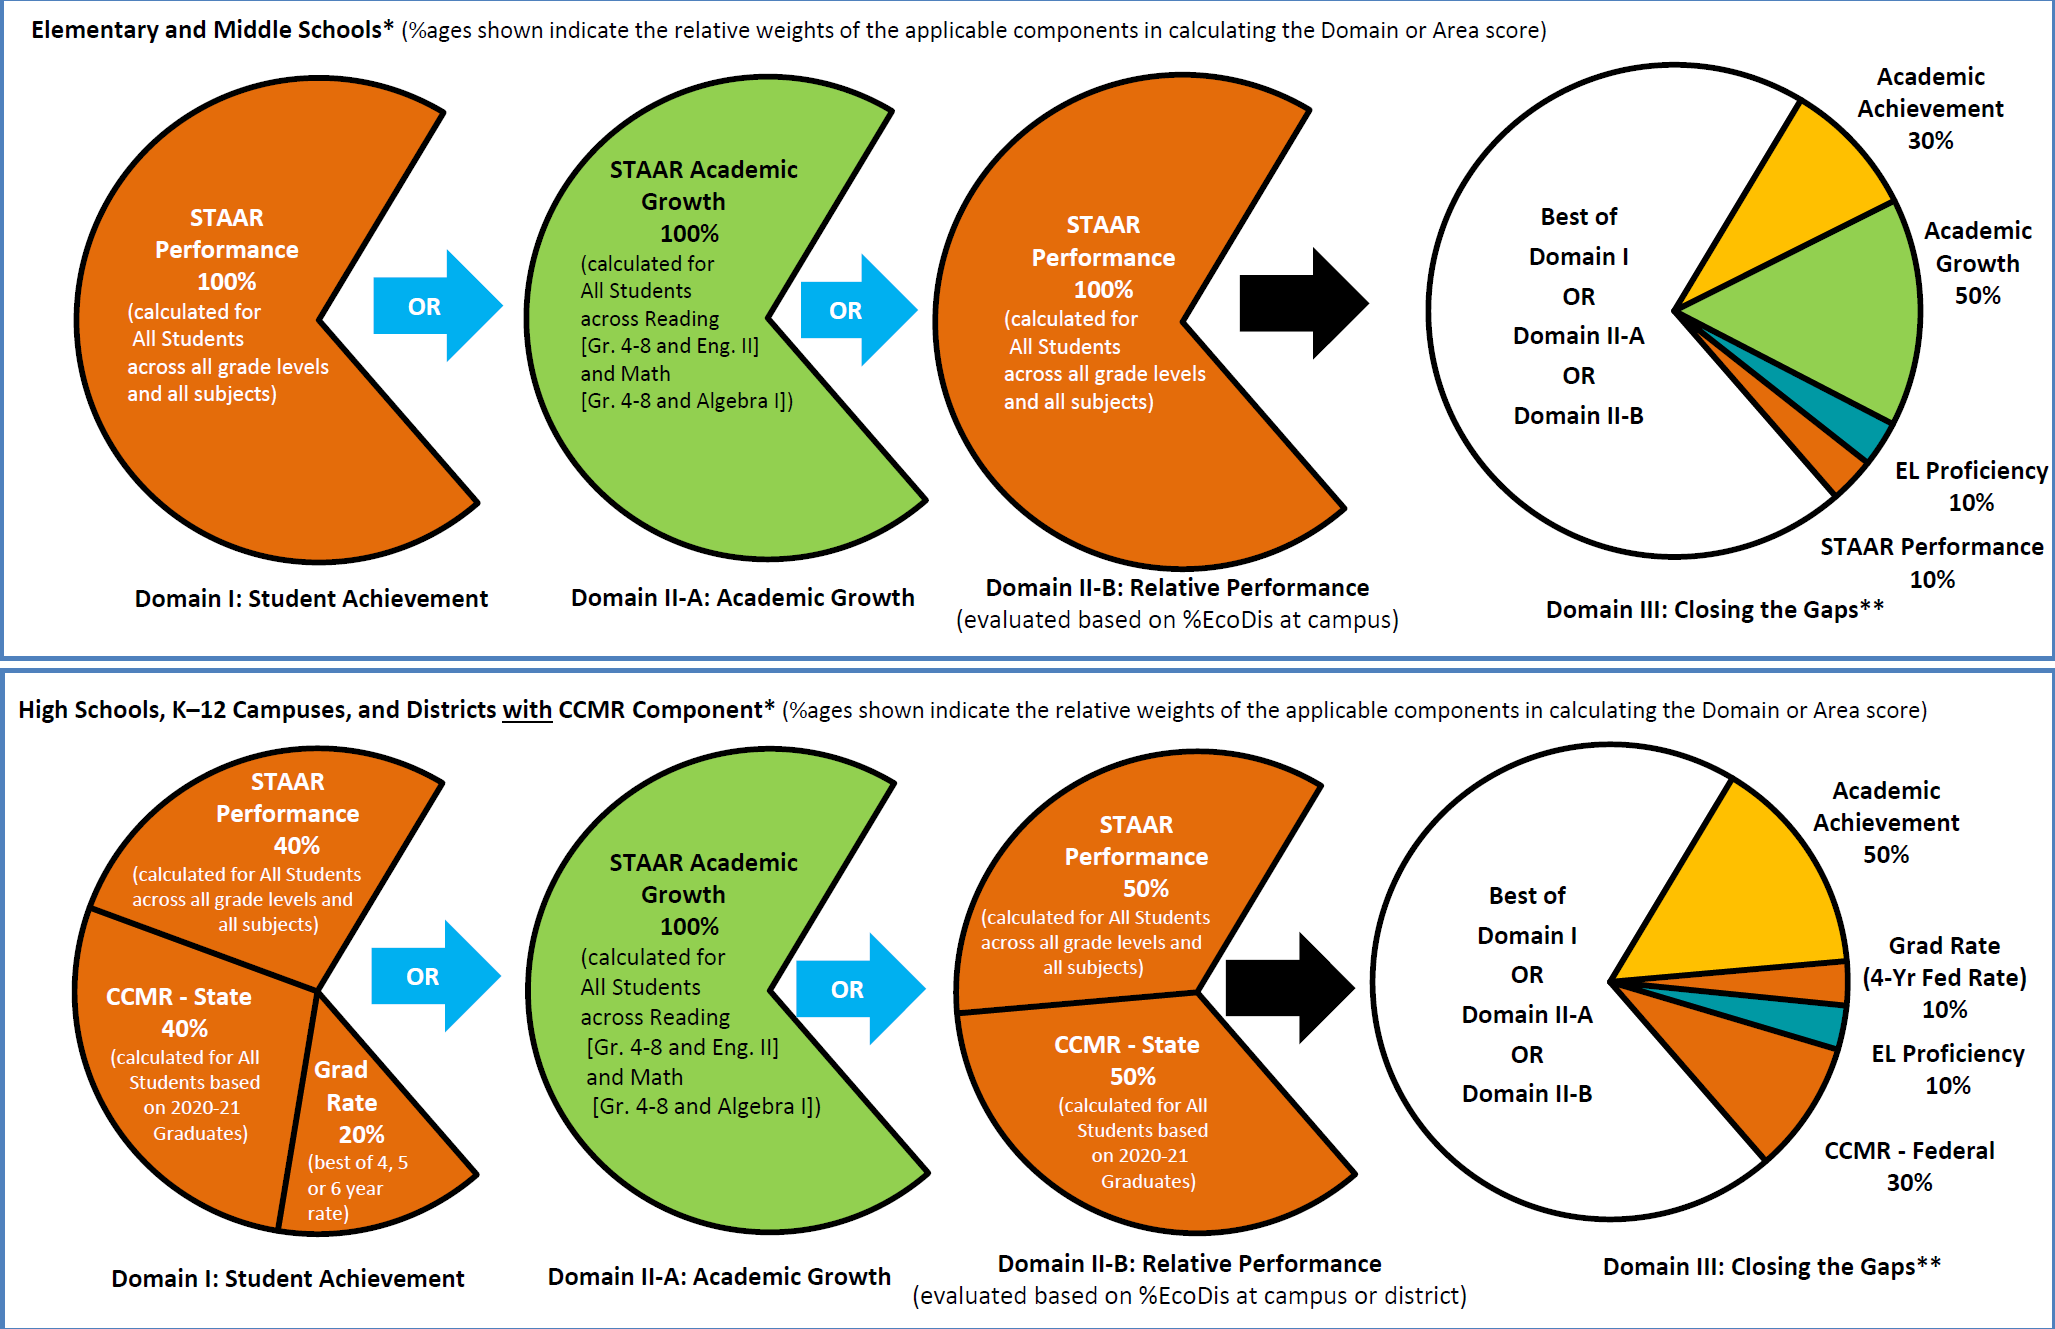 Elementary and Middle Schools* (%ages shown indicate the relative weights of the applicable components in calculating the Domain or Area score)
STAAR
Performance
100%
(calculated for
All Students
across all grade levels
and all subjects)
OR
STAAR Academic
Growth
100%
(calculated for
All Students
across Reading
[Gr. 4-8 and Eng. II]
and Math
[Gr. 4-8 and Algebra I])
OR
STAAR
Performance
100%
(calculated for
All Students
across all grade levels
and all subjects)
Best of
Domain I
OR
Domain II-A
OR
Domain II-B
Academic
Achievement
30%
Academic
Growth
50%
EL Proficiency
10%
STAAR Performance
10%
Domain I: Student Achievement
Domain II-A: Academic Growth
Domain II-B: Relative Performance
(evaluated based on %EcoDis at campus)
Domain III: Closing the Gaps**
High Schools, K–12 Campuses, and Districts with CCMR Component* (%ages shown indicate the relative weights of the applicable components in calculating the Domain or Area score)
STAAR
Performance
40%
(calculated for All Students
across all grade levels and
all subjects)
CCMR - State
40%
(calculated for All
Students based
on 2020-21
Graduates)
Grad
Rate
20%
(best of 4, 5
or 6 year
rate)
OR
STAAR Academic
Growth
100%
(calculated for
All Students
across Reading
[Gr. 4-8 and Eng. II]
and Math
[Gr. 4-8 and Algebra I])
OR
STAAR
Performance
50%
(calculated for All Students
across all grade levels and
all subjects)
CCMR - State
50%
(calculated for All
Students based
on 2020-21
Graduates)
Best of
Domain I
OR
Domain II-A
OR
Domain II-B
Academic
Achievement
50%
Grad Rate
(4-Yr Fed Rate)
10%
EL Proficiency
10%
CCMR - Federal
30%
Domain I: Student Achievement
Domain II-A: Academic Growth
Domain II-B: Relative Performance
(evaluated based on %EcoDis at campus or district)
Domain III: Closing the Gaps**